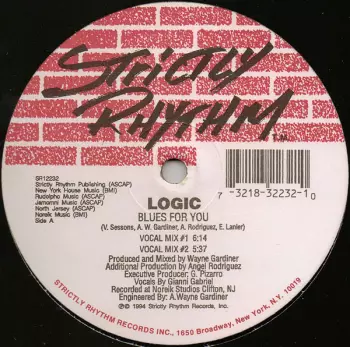 STRICTLY
RHYTHM
T.M.
SR12232
Strictly Rhythm Publishing (ASCAP)
New York House Music (BMI)
Rudolpho Music (ASCAP)
Jamommi Music (ASCAP)
North Jersey (ASCAP)
Noreik Music (BMI)
Side A
7 -3218-32232-1 0
LOGIC
BLUES FOR YOU
(V. Sessons, A. W. Gardiner, A. Rodriguez, E. Lanier)
VOCAL MIX #1 6:14
VOCAL MIX #2 5:37
Produced and Mixed by Wayne Gardiner
Additional Production by Angel Rodriguez
Executive Producer: G. Pizarro
Vocals By Gianni Gabriel
Recorded at Noreik Studios Clifton, NJ
Engineered By: A.Wayne Gardiner
℗ © 1994 Strictly Rhythm Records, Inc.
STRICTLY RHYTHM RECORDS INC., 1650 Broadway, New York, N.Y. 10019